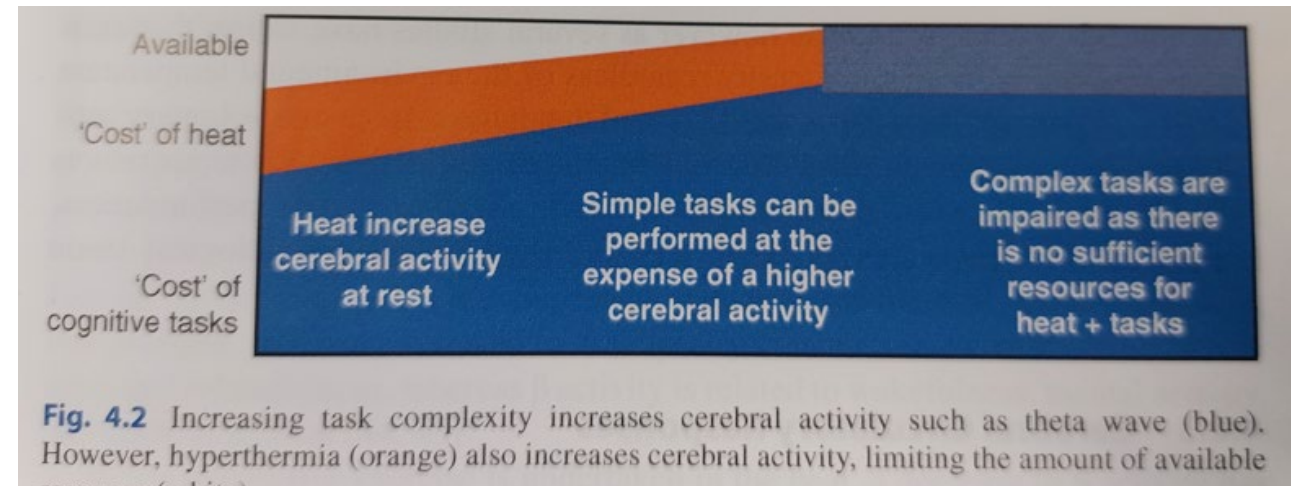 Available
'Cost' of heat
'Cost' of
cognitive tasks
Heat increase
cerebral activity
at rest
Simple tasks can be
performed at the
expense of a higher
cerebral activity
Complex tasks are
impaired as there
is no sufficient
resources for
heat + tasks
Fig. 4.2 Increasing task complexity increases cerebral activity such as theta wave (blue).
However, hyperthermia (orange) also increases cerebral activity, limiting the amount of available